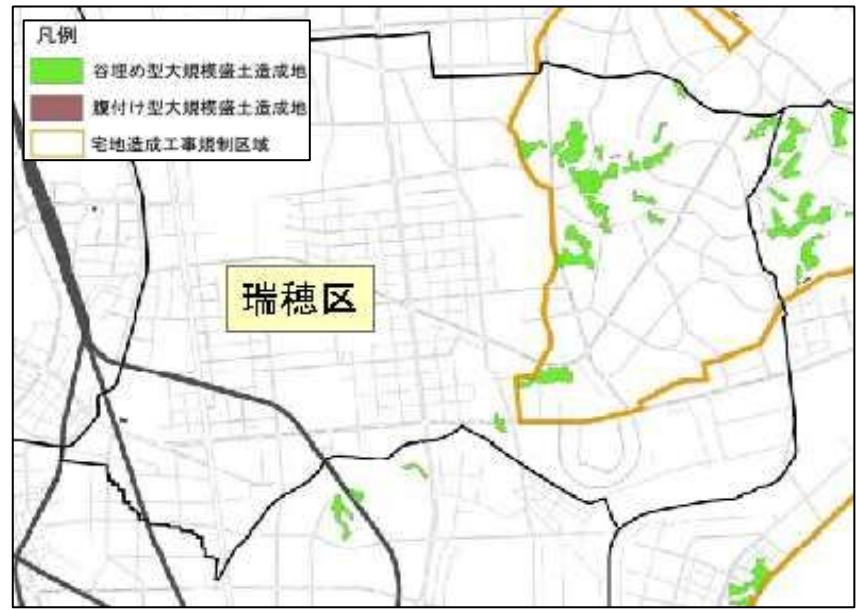 凡例
谷埋め型大規模盛土造成地
腹付け型大規模盛土造成地
宅地造成工事規制区域
瑞穂区